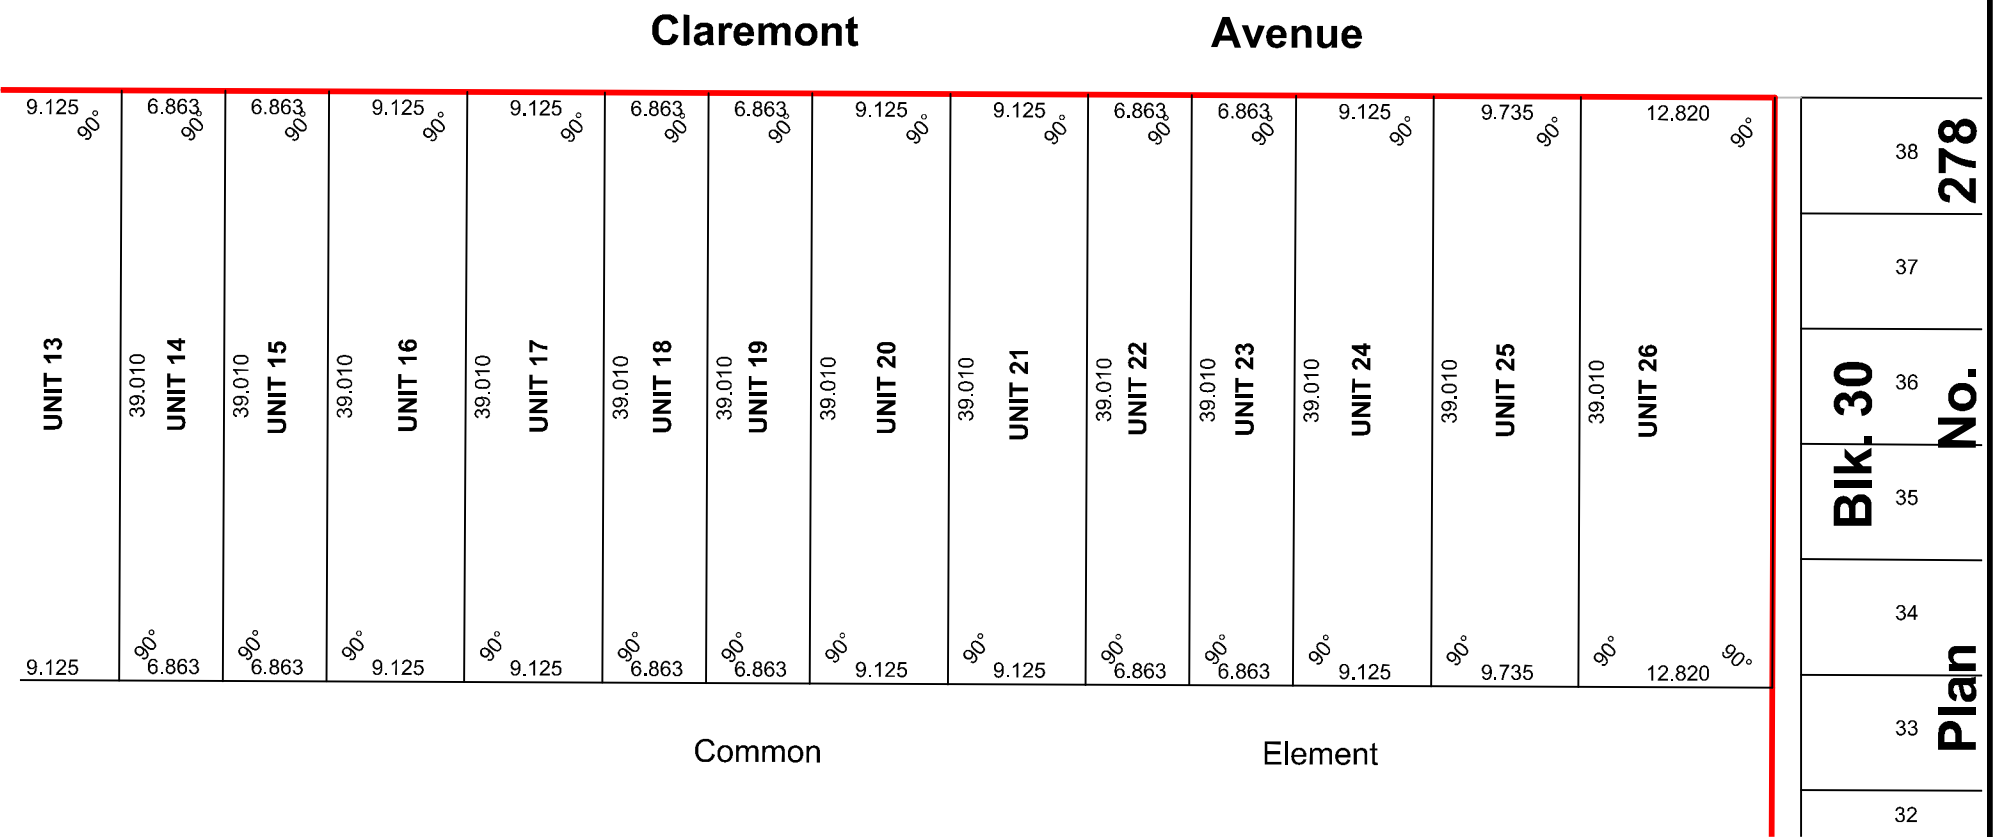 Claremont Avenue
9.125 6.863 6.863 9.125 9.125 6.863 6.863 9.125 9.125 6.863 6.863 9.125 9.735 12.820
90° 90° 90° 90° 90° 90° 90° 90° 90° 90° 90° 90° 90° 90°
UNIT 13
39.010
UNIT 14
39.010
UNIT 15
39.010
UNIT 16
39.010
UNIT 17
39.010
UNIT 18
39.010
UNIT 19
39.010
UNIT 20
39.010
UNIT 21
39.010
UNIT 22
39.010
UNIT 23
39.010
UNIT 24
39.010
UNIT 25
39.010
UNIT 26
90° 90° 90° 90° 90° 90° 90° 90° 90° 90° 90° 90° 90° 90°
9.125 6.863 6.863 9.125 9.125 6.863 6.863 9.125 9.125 6.863 6.863 9.125 9.735 12.820
Common Element
38
37
36
35
34
33
32
Blk. 30
Plan No. 278